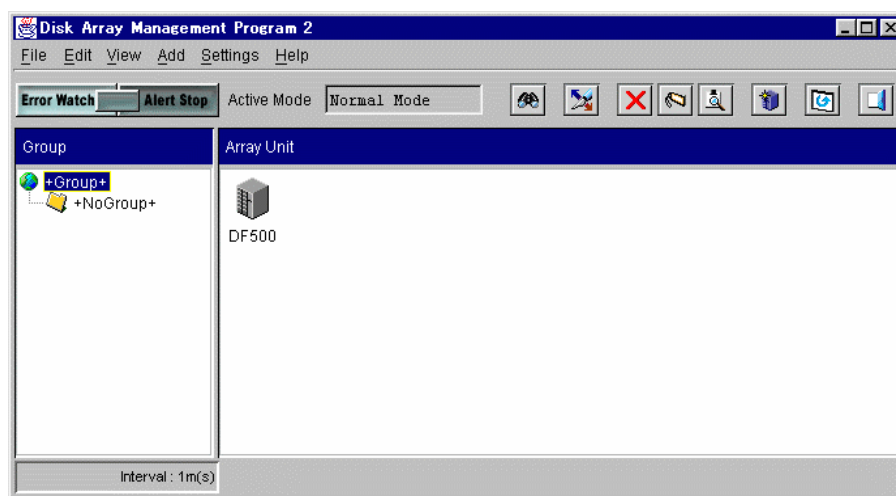 Disk Array Management Program 2
File Edit View Add Settings Help
Error Watch Alert Stop Active Mode Normal Mode
Group Array Unit
+Group+
+NoGroup+
DF500
Interval : 1m(s)